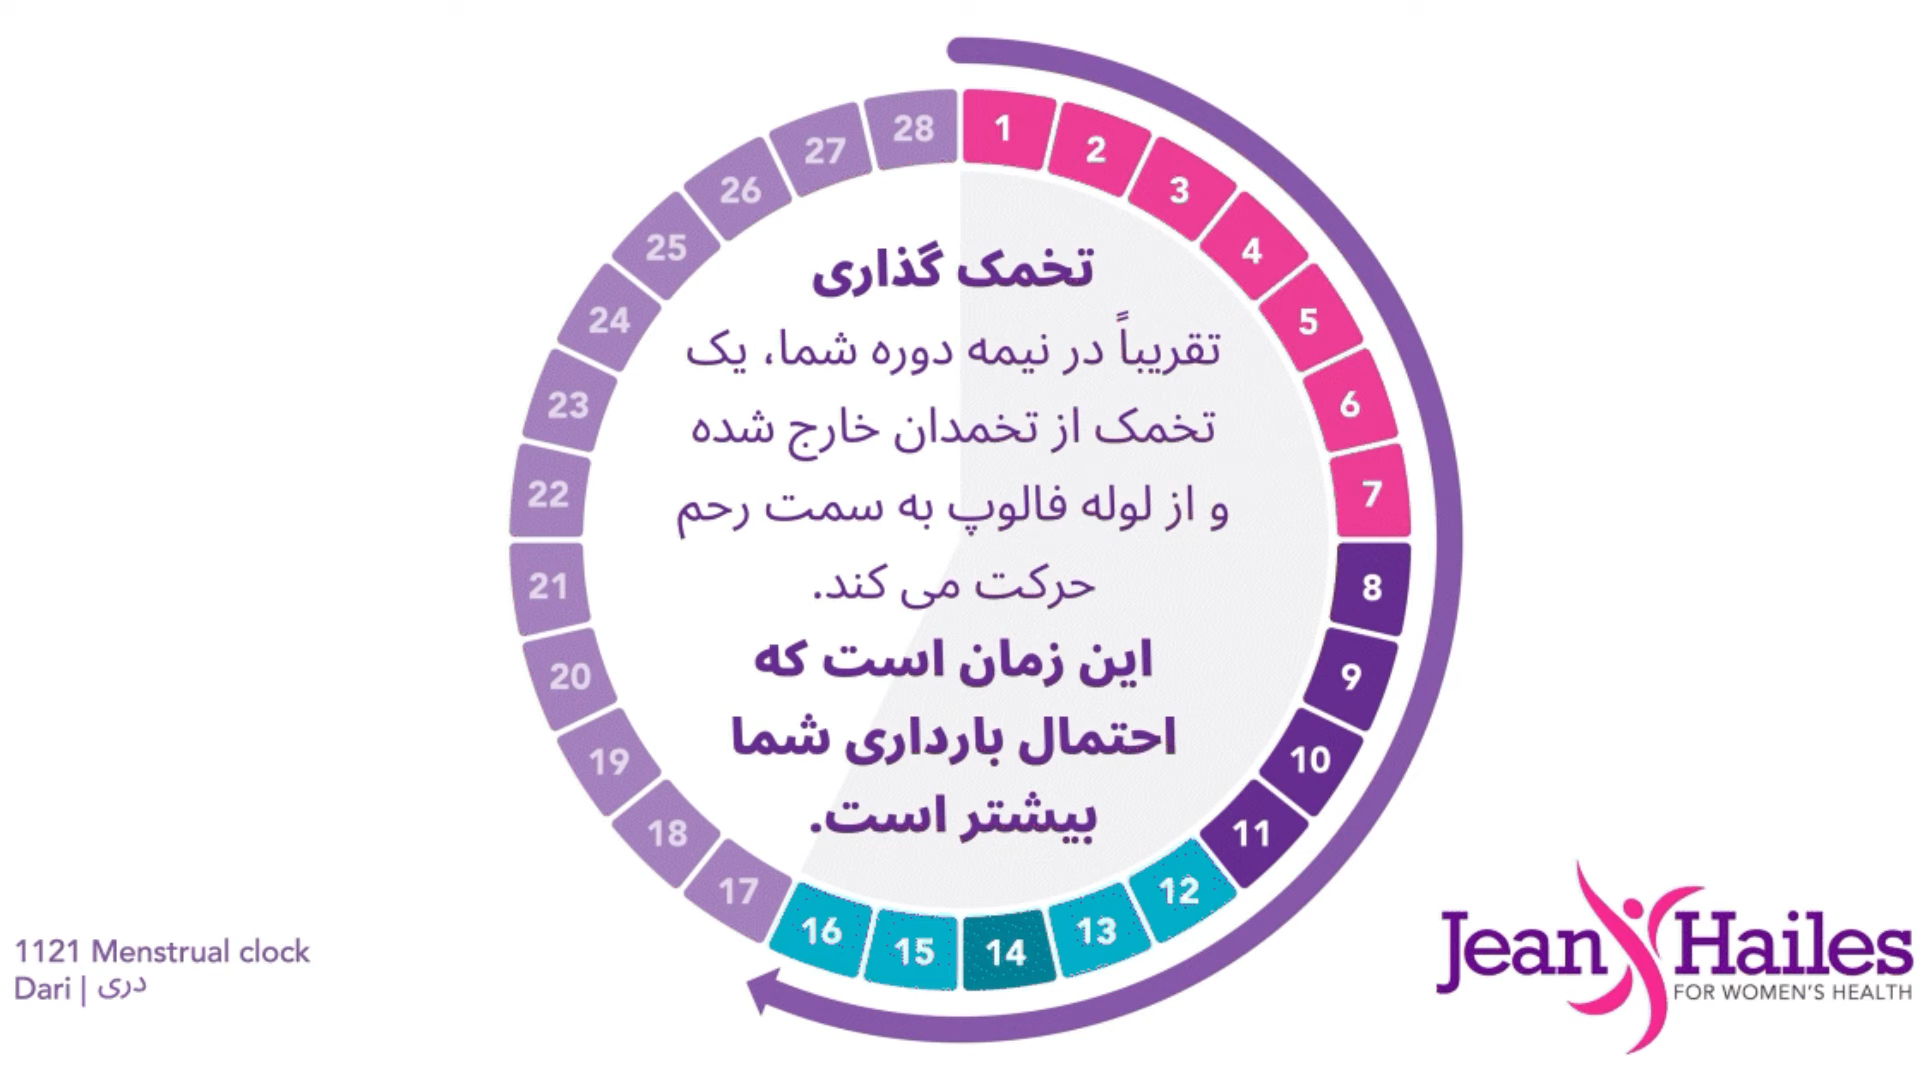 28
1
2
3
4
5
6
7
8
9
10
11
12
13
14
15
16
17
18
19
20
21
22
23
24
25
26
27
تخمک گذاری
تقریباً در نیمه دوره شما، یک
تخمک از تخمدان خارج شده
و از لوله فالوپ به سمت رحم
حرکت می کند.
این زمان است که
احتمال بارداری شما
بیشتر است.
1121 Menstrual clock
Dari | دری
Jean Hailes
FOR WOMEN'S HEALTH